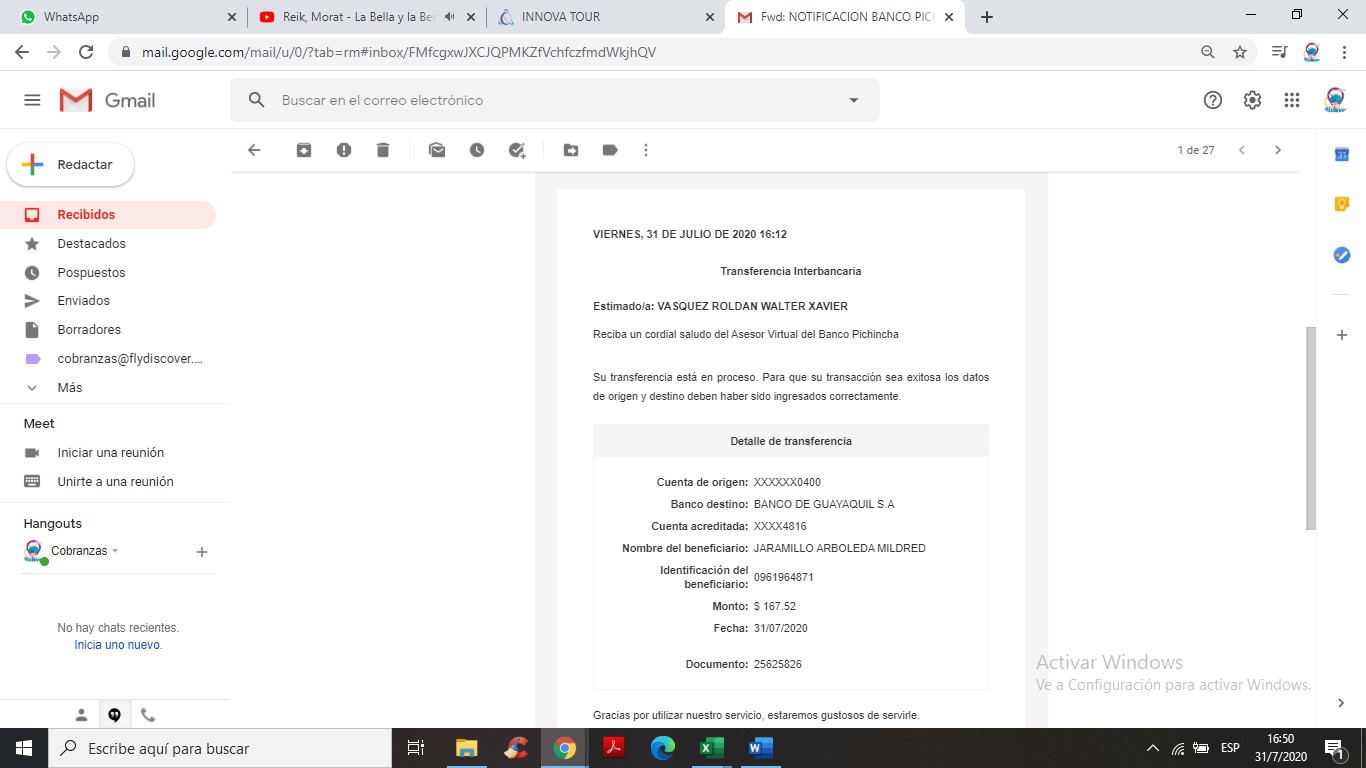 WhatsApp
Reik, Morat - La Bella y la Bes
INNOVA TOUR
Fwd: NOTIFICACION BANCO PICH
mail.google.com/mail/u/0/?tab=rm#inbox/FMfcgxwJXCJQPMKZfVchfczfmdWkjhQV
Gmail
Buscar en el correo electrónico
Redactar
1 de 27
31
Recibidos
Destacados
Pospuestos
Enviados
Borradores
cobranzas@flydiscover....
Más
Meet
Iniciar una reunión
Unirte a una reunión
Hangouts
Cobranzas
No hay chats recientes.
Inicia uno nuevo.
VIERNES, 31 DE JULIO DE 2020 16:12
Transferencia Interbancaria
Estimado/a: VASQUEZ ROLDAN WALTER XAVIER
Reciba un cordial saludo del Asesor Virtual del Banco Pichincha
Su transferencia está en proceso. Para que su transacción sea exitosa los datos
de origen y destino deben haber sido ingresados correctamente.
Detalle de transferencia
Cuenta de origen: XXXXXX0400
Banco destino: BANCO DE GUAYAQUIL S.A
Cuenta acreditada: XXXX4816
Nombre del beneficiario: JARAMILLO ARBOLEDA MILDRED
Identificación del
beneficiario: 0961964871
Monto: $ 167.52
Fecha: 31/07/2020
Documento: 25625826
Gracias por utilizar nuestro servicio, estaremos gustosos de servirle.
Activar Windows
Ve a Configuración para activar Windows.
Escribe aquí para buscar
ESP
16:50
31/7/2020
1